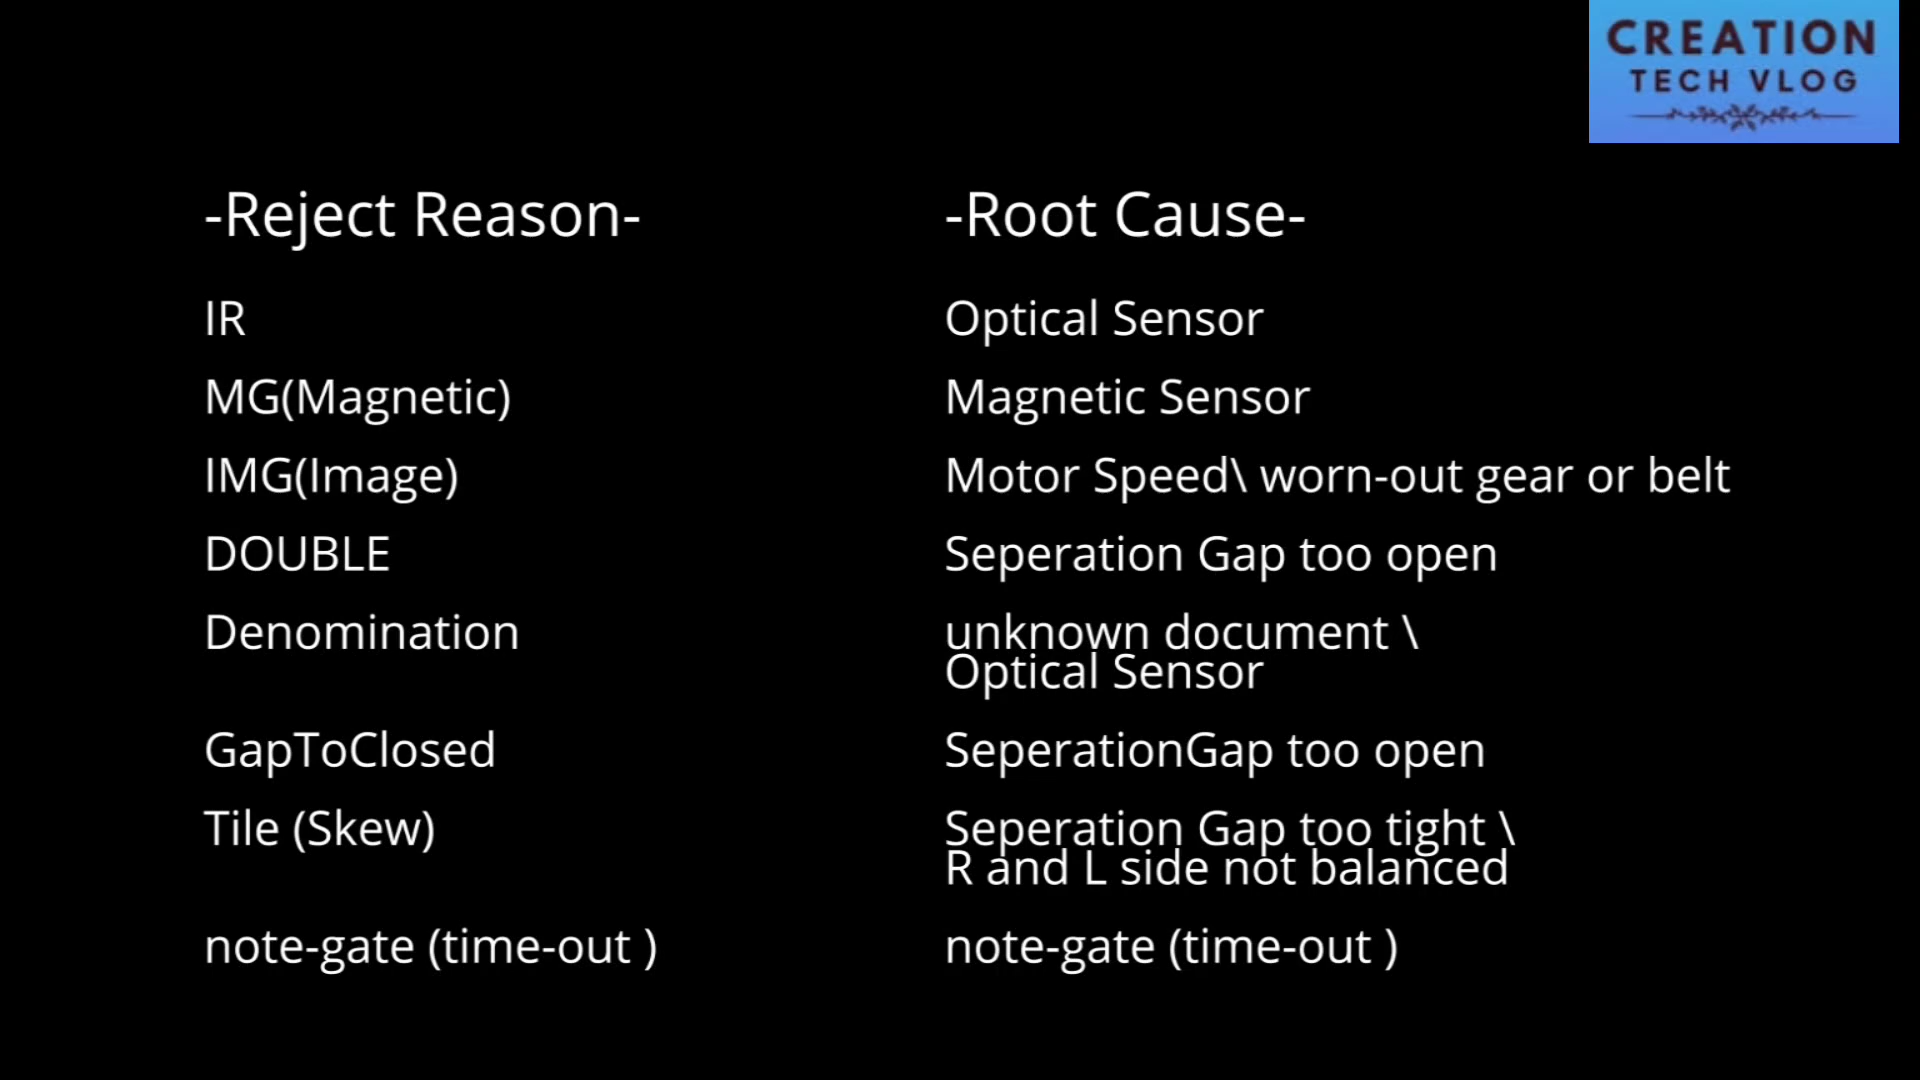 CREATION
TECH VLOG
-Reject Reason- -Root Cause-
IR Optical Sensor
MG(Magnetic) Magnetic Sensor
IMG(Image) Motor Speed\ worn-out gear or belt
DOUBLE Seperation Gap too open
Denomination unknown document \
Optical Sensor
GapToClosed SeperationGap too open
Tile (Skew) Seperation Gap too tight \
R and L side not balanced
note-gate (time-out ) note-gate (time-out )